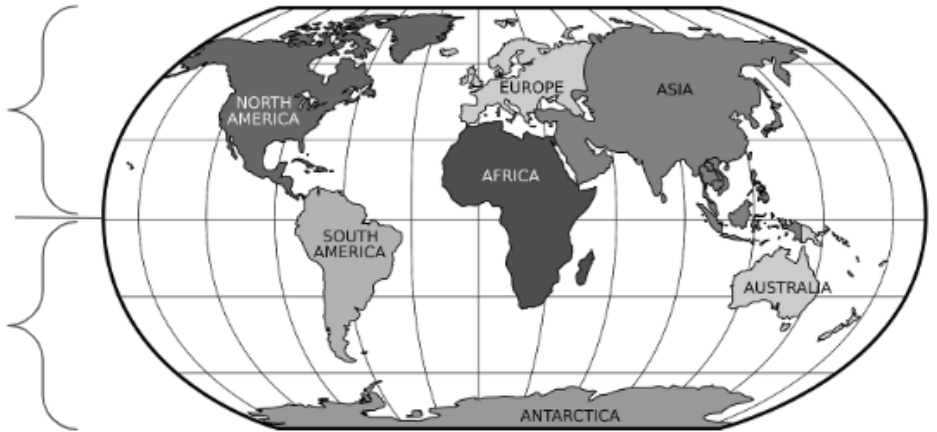 NORTH
AMERICA
EUROPE
ASIA
AFRICA
SOUTH
AMERICA
AUSTRALIA
ANTARCTICA